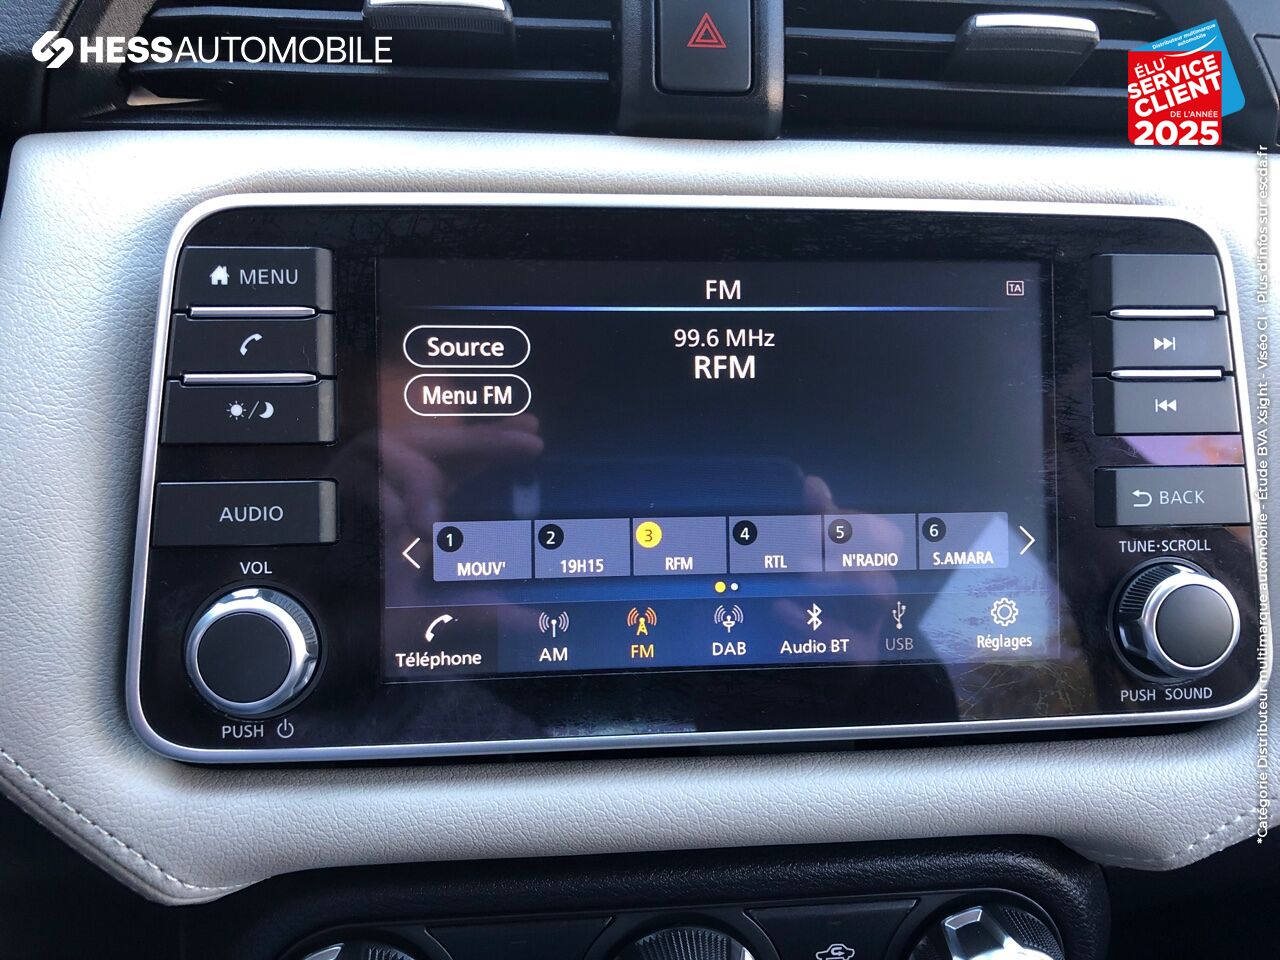 HESSAUTOMOBILE
Distributeur multimarque
automobile
ÉLU
SERVICE
CLIENT
DE L'ANNÉE
2025
*Catégorie Distributeur multimarque automobile - Étude BVA Xsight - Viséo CI - Plus d'infos sur escda.fr
MENU
AUDIO
VOL
PUSH
FM
TA
99.6 MHz
RFM
Source
Menu FM
1 MOUV'
2 19H15
3 RFM
4 RTL
5 N'RADIO
6 S.AMARA
Téléphone
AM
FM
DAB
Audio BT
USB
Réglages
BACK
TUNE·SCROLL
PUSH SOUND